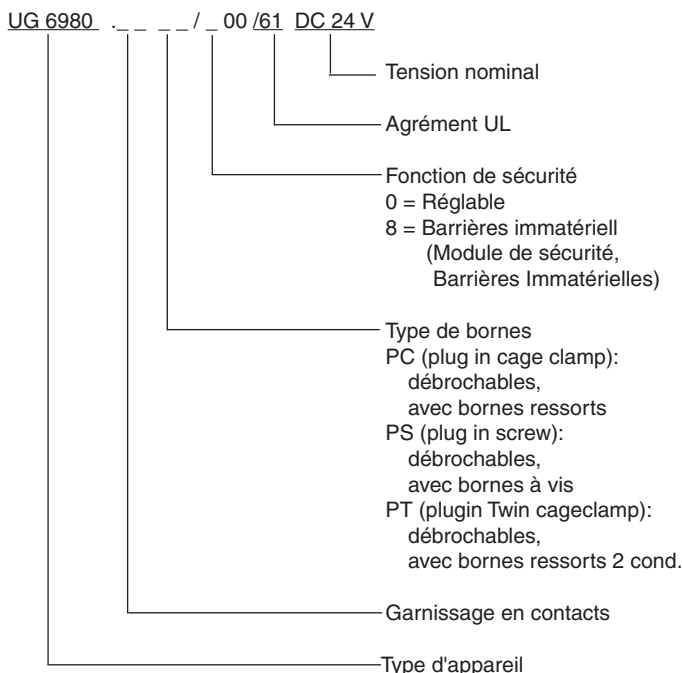 UG 6980 ._ _ _ _ / _ 00 /61 DC 24 V
Tension nominal
Agrément UL
Fonction de sécurité
0 = Réglable
8 = Barrières immatériell
(Module de sécurité,
Barrières Immatérielles)
Type de bornes
PC (plug in cage clamp):
débrochables,
avec bornes ressorts
PS (plug in screw):
débrochables,
avec bornes à vis
PT (plugin Twin cageclamp):
débrochables,
avec bornes ressorts 2 cond.
Garnissage en contacts
Type d'appareil